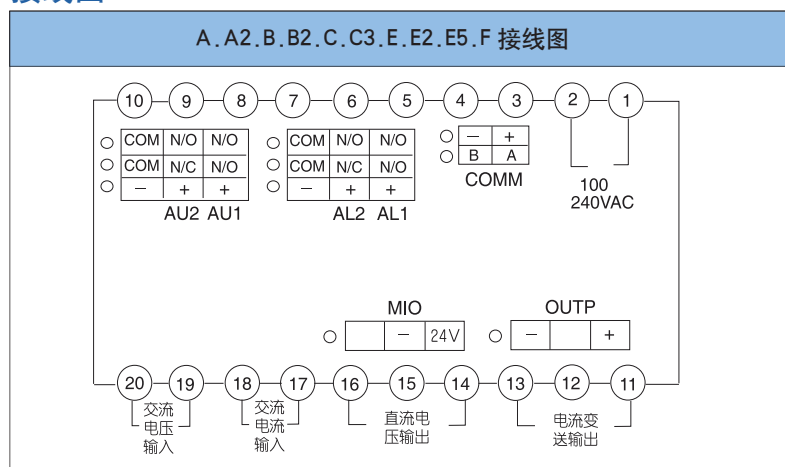 A.A2.B.B2.C.C3.E.E2.E5.F 接线图
10 9 8 7 6 5 4 3 2 1
COM N/O N/O
COM N/C N/O
− + +
AU2 AU1
COM N/O N/O
COM N/C N/O
− + +
AL2 AL1
− +
B A
COMM
100
240VAC
MIO
− 24V
OUTP
− +
20 19 18 17 16 15 14 13 12 11
交流
电压
输入
交流
电流
输入
直流电
压输出
电流变
送输出